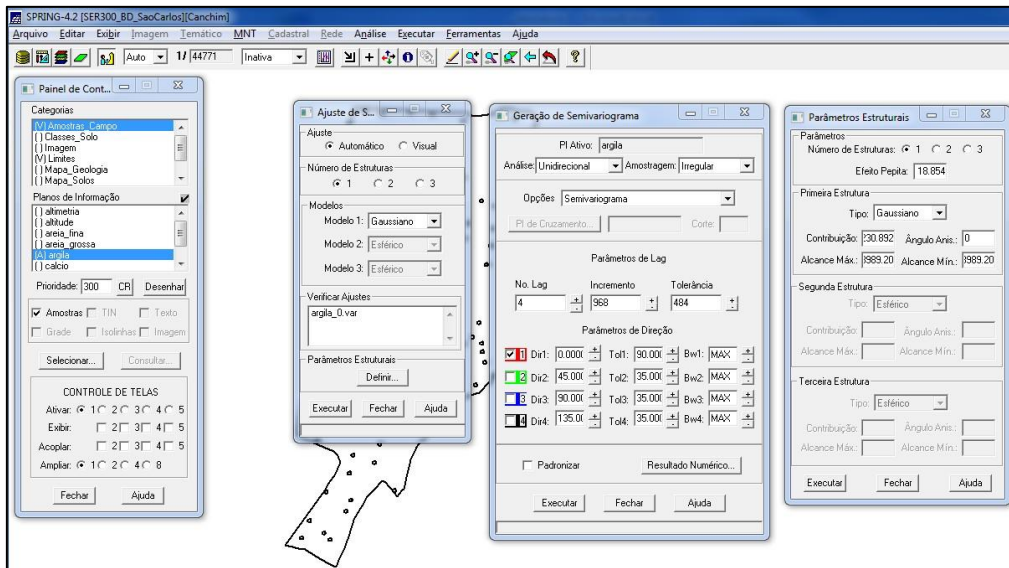 SPRING-4.2 [SER300_BD_SaoCarlos][Canchim]
Arquivo Editar Exibir Imagem Temático MNT Cadastral Rede Análise Executar Ferramentas Ajuda
Auto 1/ 44771 Inativa
Painel de Cont...
Categorias
(V) Amostras_Campo
( ) Classes_Solo
( ) Imagem
(V) Limites
( ) Mapa_Geologia
( ) Mapa_Solos
Planos de Informação
( ) altimetria
( ) altitude
( ) areia_fina
( ) areia_grossa
(A) argila
( ) calcio
Prioridade: 300 CR Desenhar
Amostras TIN Texto
Grade Isolinhas Imagem
Selecionar... Consultar...
CONTROLE DE TELAS
Ativar: 1 2 3 4 5
Exibir: 2 3 4 5
Acoplar: 2 3 4 5
Ampliar: 1 2 4 8
Fechar Ajuda
Ajuste de S...
Ajuste
Automático Visual
Número de Estruturas
1 2 3
Modelos
Modelo 1: Gaussiano
Modelo 2: Esférico
Modelo 3: Esférico
Verificar Ajustes
argila_0.var
Parâmetros Estruturais
Definir...
Executar Fechar Ajuda
Geração de Semivariograma
PI Ativo: argila
Análise: Unidirecional Amostragem: Irregular
Opções Semivariograma
PI de Cruzamento... Corte:
Parâmetros de Lag
No. Lag Incremento Tolerância
4 968 484
Parâmetros de Direção
1 Dir1: 0.0000 Tol1: 90.00( Bw1: MAX
2 Dir2: 45.00( Tol2: 35.00( Bw2: MAX
3 Dir3: 90.00( Tol3: 35.00( Bw3: MAX
4 Dir4: 135.0( Tol4: 35.00( Bw4: MAX
Padronizar Resultado Numérico...
Executar Fechar Ajuda
Parâmetros Estruturais
Parâmetros
Número de Estruturas: 1 2 3
Efeito Pepita: 18.854
Primeira Estrutura
Tipo: Gaussiano
Contribuição: 30.892 Ângulo Anis.: 0
Alcance Máx.: 989.20 Alcance Mín.: 989.20
Segunda Estrutura
Tipo: Esférico
Contribuição: Ângulo Anis.:
Alcance Máx.: Alcance Mín.:
Terceira Estrutura
Tipo: Esférico
Contribuição: Ângulo Anis.:
Alcance Máx.: Alcance Mín.:
Executar Fechar Ajuda